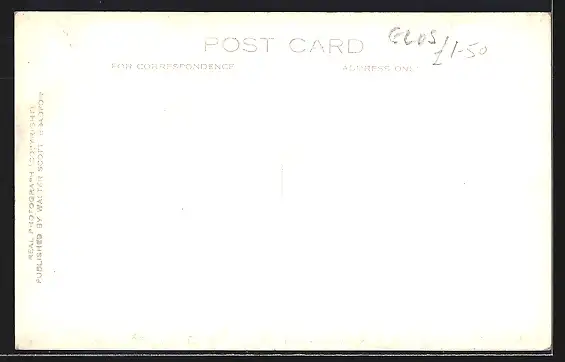 POST CARD
GLOS
£1-50
FOR CORRESPONDENCE
ADDRESS ONLY
REAL PHOTOGRAPH (COPYRIGHT)
PUBLISHED BY WALTER SCOTT, BRADFORD